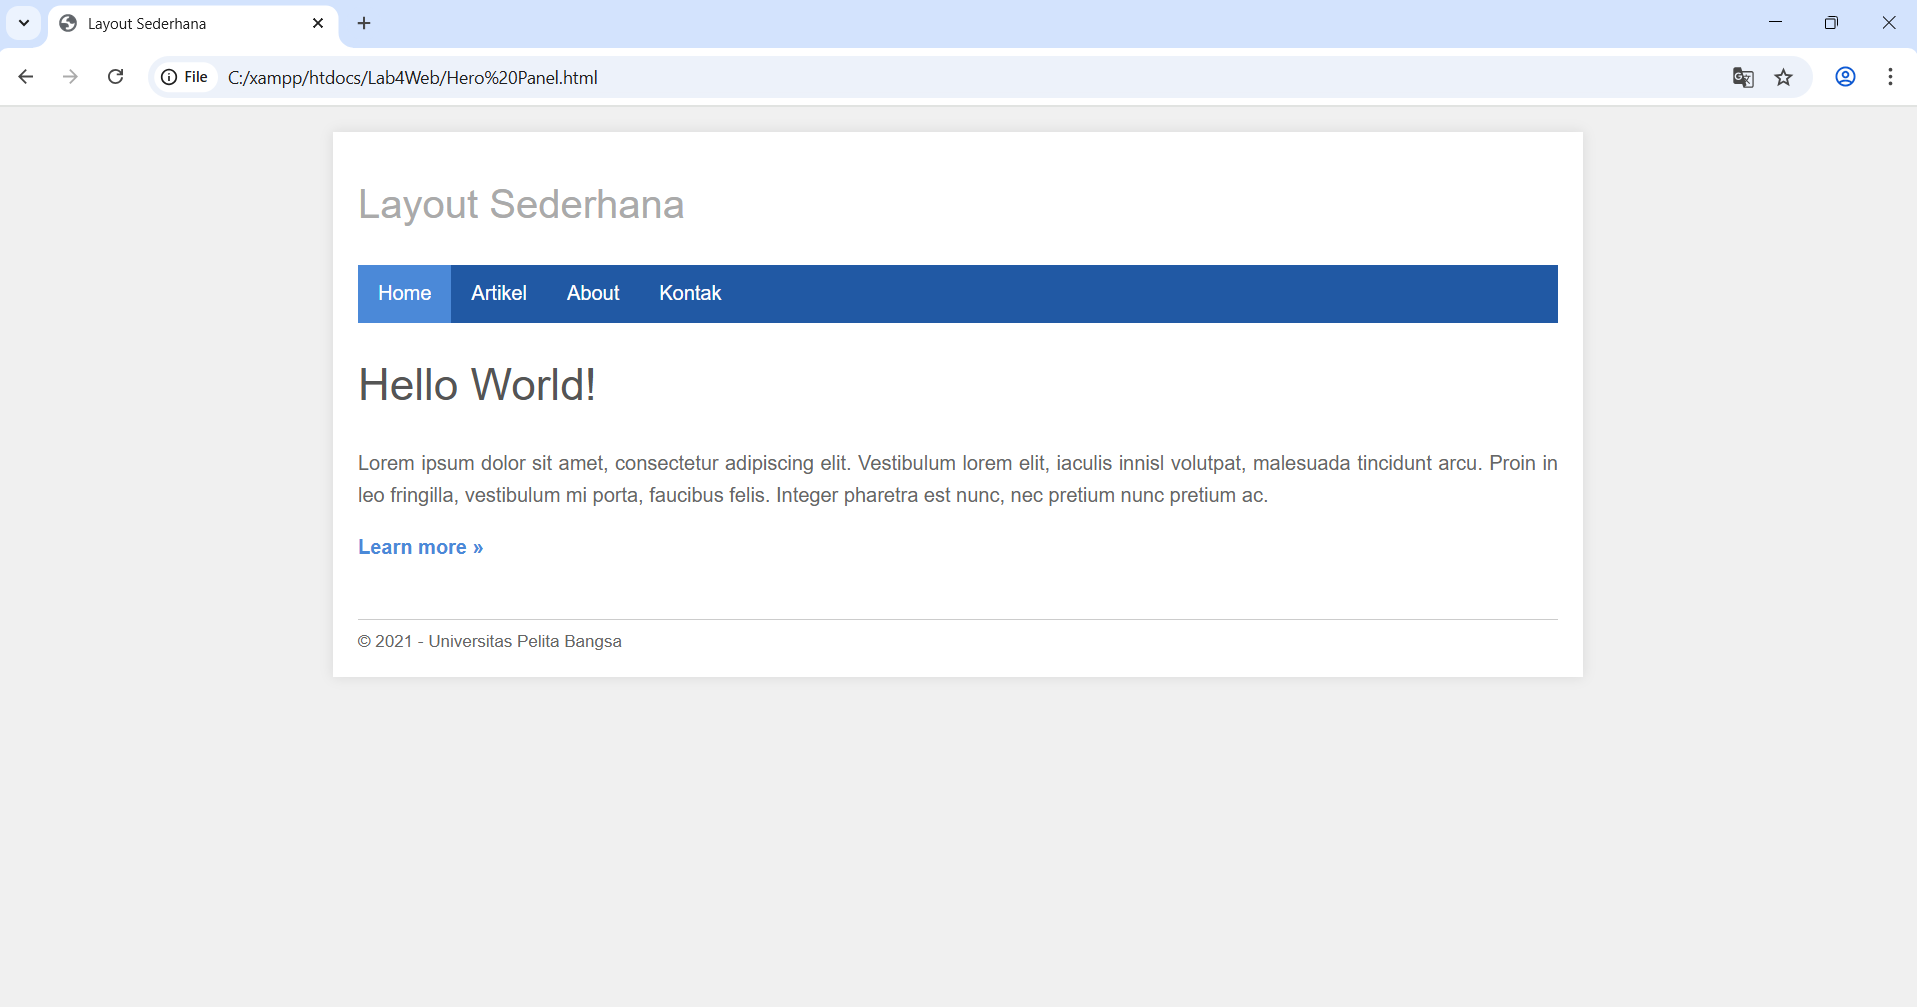 Layout Sederhana
File
C:/xampp/htdocs/Lab4Web/Hero%20Panel.html
Layout Sederhana
Home Artikel About Kontak
Hello World!
Lorem ipsum dolor sit amet, consectetur adipiscing elit. Vestibulum lorem elit, iaculis innisl volutpat, malesuada tincidunt arcu. Proin in
leo fringilla, vestibulum mi porta, faucibus felis. Integer pharetra est nunc, nec pretium nunc pretium ac.
Learn more »
© 2021 - Universitas Pelita Bangsa